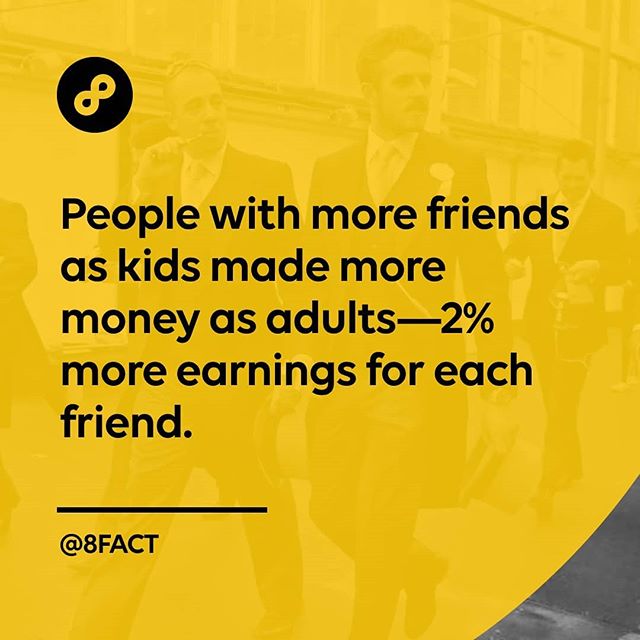 People with more friends
as kids made more
money as adults—2%
more earnings for each
friend.
@8FACT